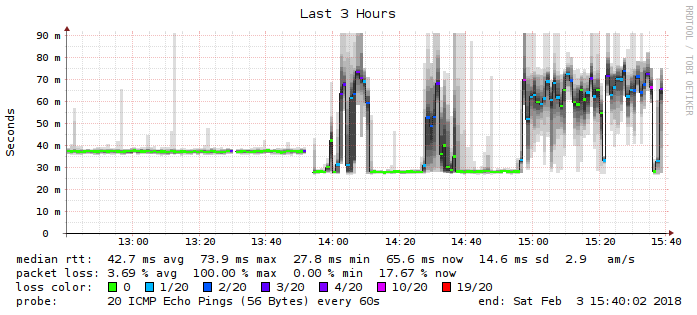 Last 3 Hours
RRDTOOL / TOBI OETIKER
Seconds
90 m
80 m
70 m
60 m
50 m
40 m
30 m
20 m
10 m
0
13:00 13:20 13:40 14:00 14:20 14:40 15:00 15:20 15:40
median rtt: 42.7 ms avg 73.9 ms max 27.8 ms min 65.6 ms now 14.6 ms sd 2.9 am/s
packet loss: 3.69 % avg 100.00 % max 0.00 % min 17.67 % now
loss color: 0 1/20 2/20 3/20 4/20 10/20 19/20
probe: 20 ICMP Echo Pings (56 Bytes) every 60s end: Sat Feb 3 15:40:02 2018